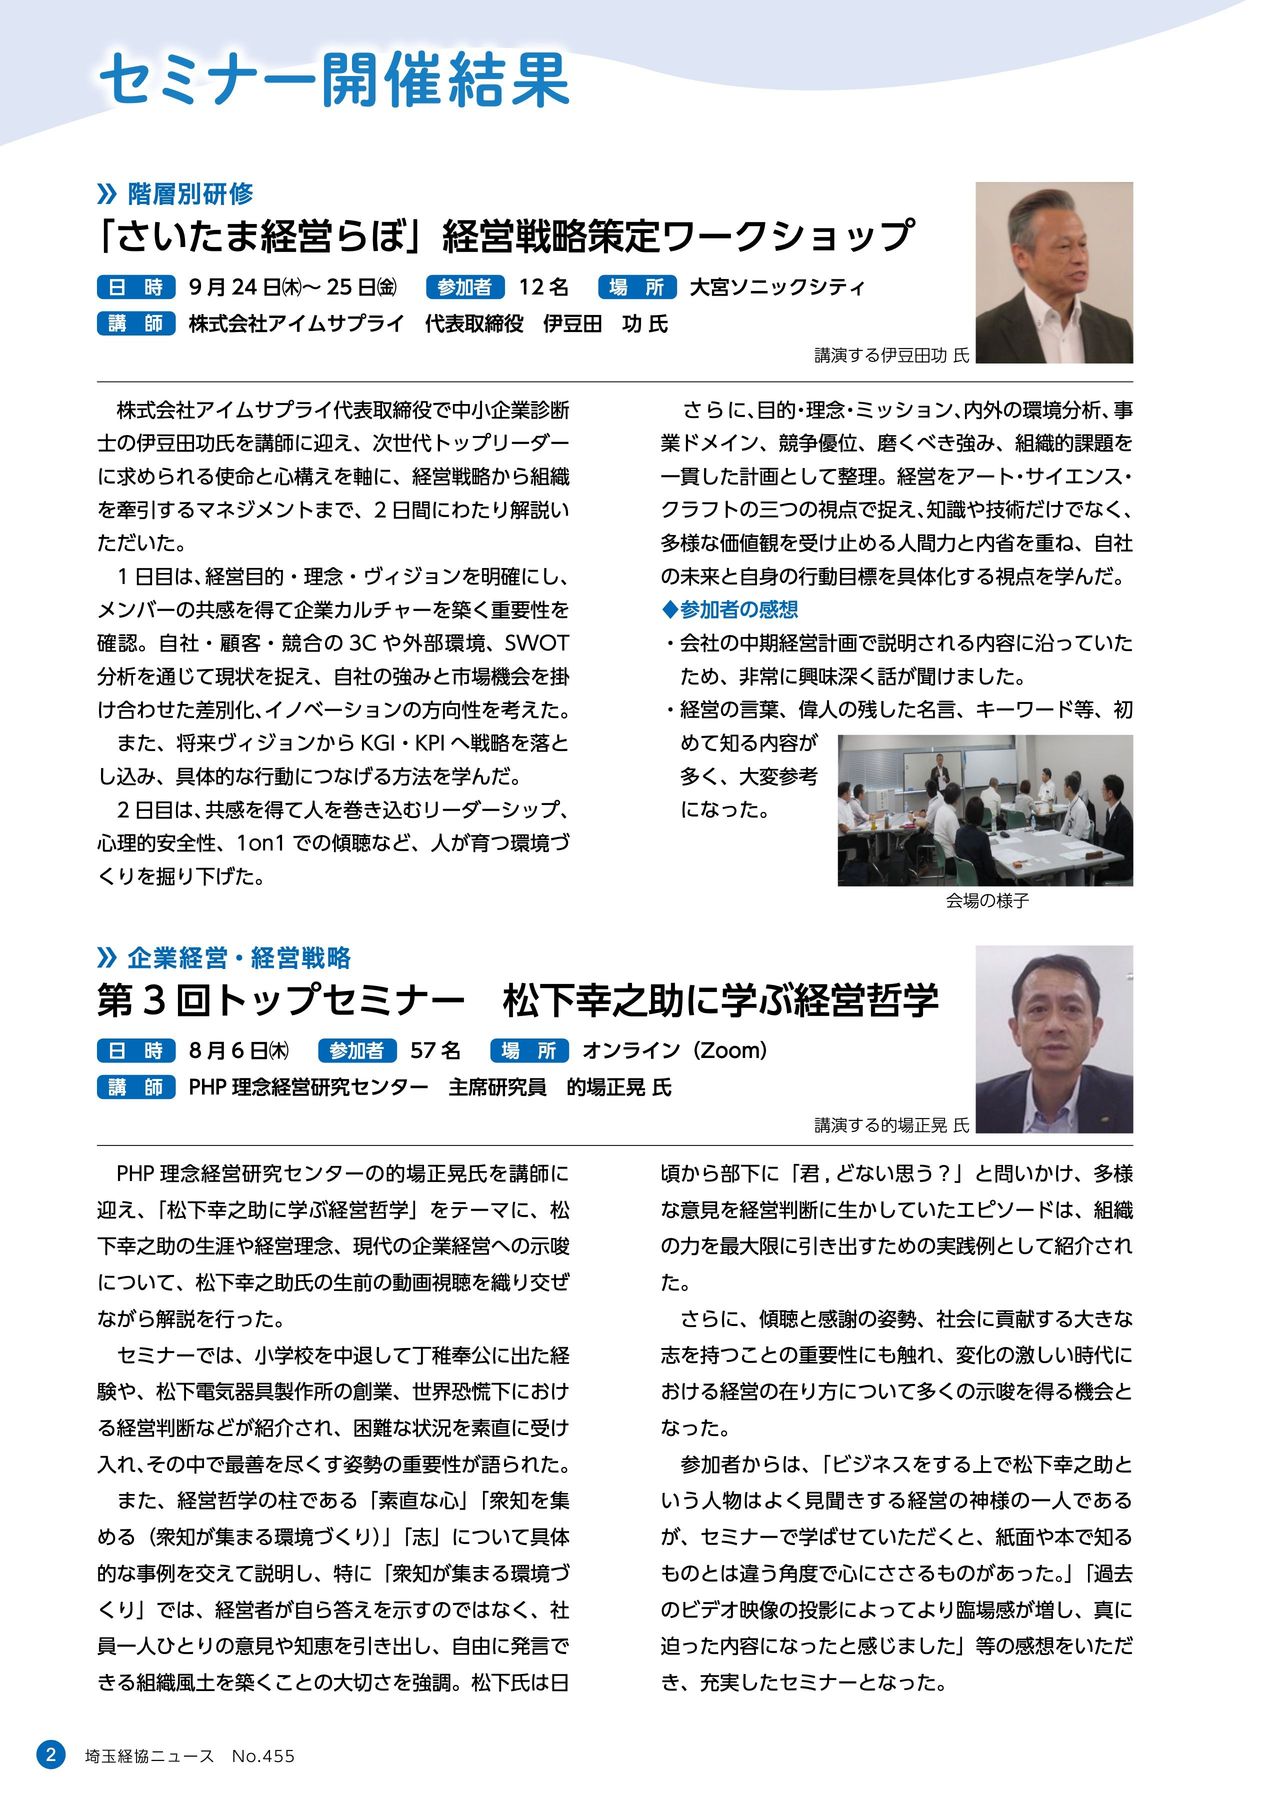 セミナー開催結果
階層別研修
「さいたま経営らぼ」経営戦略策定ワークショップ
日 時 9月24日㈭～25日㈮ 参加者 12名 場 所 大宮ソニックシティ
講 師 株式会社アイムサプライ 代表取締役 伊豆田 功 氏
講演する伊豆田功 氏
株式会社アイムサプライ代表取締役で中小企業診断
士の伊豆田功氏を講師に迎え、次世代トップリーダー
に求められる使命と心構えを軸に、経営戦略から組織
を牽引するマネジメントまで、2日間にわたり解説い
ただいた。
1日目は、経営目的・理念・ヴィジョンを明確にし、
メンバーの共感を得て企業カルチャーを築く重要性を
確認。自社・顧客・競合の3Cや外部環境、SWOT
分析を通じて現状を捉え、自社の強みと市場機会を掛
け合わせた差別化、イノベーションの方向性を考えた。
また、将来ヴィジョンからKGI・KPIへ戦略を落と
し込み、具体的な行動につなげる方法を学んだ。
2日目は、共感を得て人を巻き込むリーダーシップ、
心理的安全性、1on1での傾聴など、人が育つ環境づ
くりを掘り下げた。
さらに、目的・理念・ミッション、内外の環境分析、事
業ドメイン、競争優位、磨くべき強み、組織的課題を
一貫した計画として整理。経営をアート・サイエンス・
クラフトの三つの視点で捉え、知識や技術だけでなく、
多様な価値観を受け止める人間力と内省を重ね、自社
の未来と自身の行動目標を具体化する視点を学んだ。
◆参加者の感想
・会社の中期経営計画で説明される内容に沿っていた
ため、非常に興味深く話が聞けました。
・経営の言葉、偉人の残した名言、キーワード等、初
めて知る内容が
多く、大変参考
になった。
会場の様子
企業経営・経営戦略
第3回トップセミナー 松下幸之助に学ぶ経営哲学
日 時 8月6日㈭ 参加者 57名 場 所 オンライン（Zoom）
講 師 PHP理念経営研究センター 主席研究員 的場正晃 氏
講演する的場正晃 氏
PHP理念経営研究センターの的場正晃氏を講師に
迎え、「松下幸之助に学ぶ経営哲学」をテーマに、松
下幸之助の生涯や経営理念、現代の企業経営への示唆
について、松下幸之助氏の生前の動画視聴を織り交ぜ
ながら解説を行った。
セミナーでは、小学校を中退して丁稚奉公に出た経
験や、松下電気器具製作所の創業、世界恐慌下におけ
る経営判断などが紹介され、困難な状況を素直に受け
入れ、その中で最善を尽くす姿勢の重要性が語られた。
また、経営哲学の柱である「素直な心」「衆知を集
める（衆知が集まる環境づくり）」「志」について具体
的な事例を交えて説明し、特に「衆知が集まる環境づ
くり」では、経営者が自ら答えを示すのではなく、社
員一人ひとりの意見や知恵を引き出し、自由に発言で
きる組織風土を築くことの大切さを強調。松下氏は日
頃から部下に「君，どない思う？」と問いかけ、多様
な意見を経営判断に生かしていたエピソードは、組織
の力を最大限に引き出すための実践例として紹介され
た。
さらに、傾聴と感謝の姿勢、社会に貢献する大きな
志を持つことの重要性にも触れ、変化の激しい時代に
おける経営の在り方について多くの示唆を得る機会と
なった。
参加者からは、「ビジネスをする上で松下幸之助と
いう人物はよく見聞きする経営の神様の一人である
が、セミナーで学ばせていただくと、紙面や本で知る
ものとは違う角度で心にささるものがあった。」「過去
のビデオ映像の投影によってより臨場感が増し、真に
迫った内容になったと感じました」等の感想をいただ
き、充実したセミナーとなった。
2 埼玉経協ニュース No.455